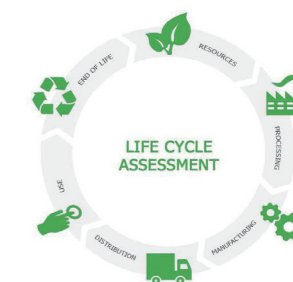 LIFE CYCLE
ASSESSMENT
RESOURCES
PROCESSING
MANUFACTURING
DISTRIBUTION
USE
END OF LIFE